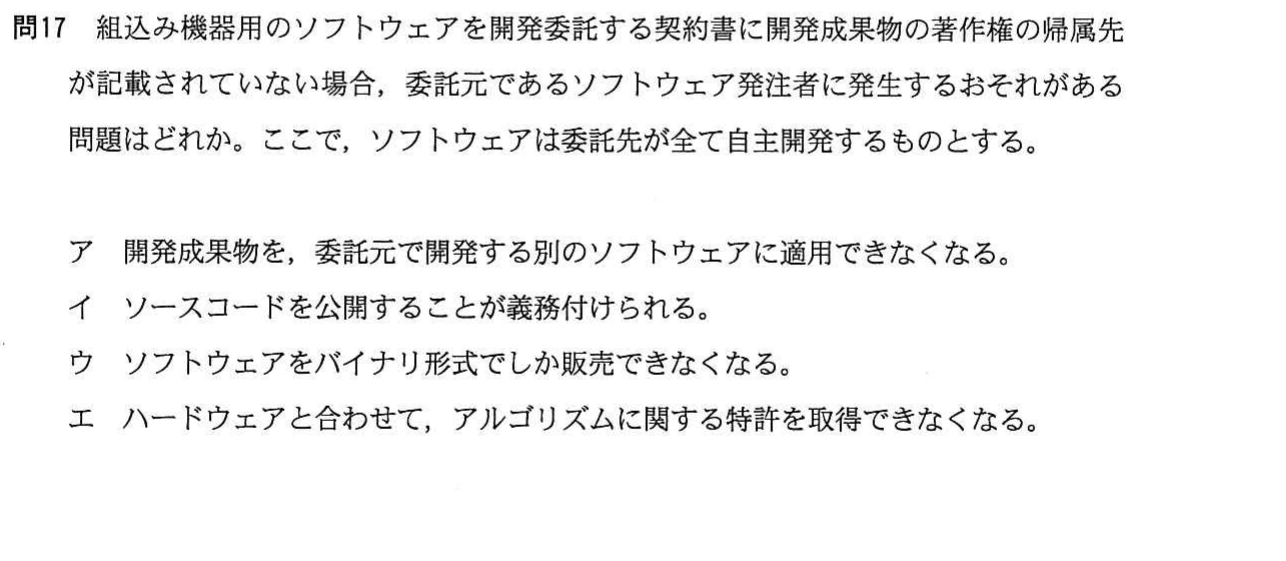 問17 組込み機器用のソフトウェアを開発委託する契約書に開発成果物の著作権の帰属先
が記載されていない場合，委託元であるソフトウェア発注者に発生するおそれがある
問題はどれか。ここで，ソフトウェアは委託先が全て自主開発するものとする。
ア 開発成果物を，委託元で開発する別のソフトウェアに適用できなくなる。
イ ソースコードを公開することが義務付けられる。
ウ ソフトウェアをバイナリ形式でしか販売できなくなる。
エ ハードウェアと合わせて，アルゴリズムに関する特許を取得できなくなる。